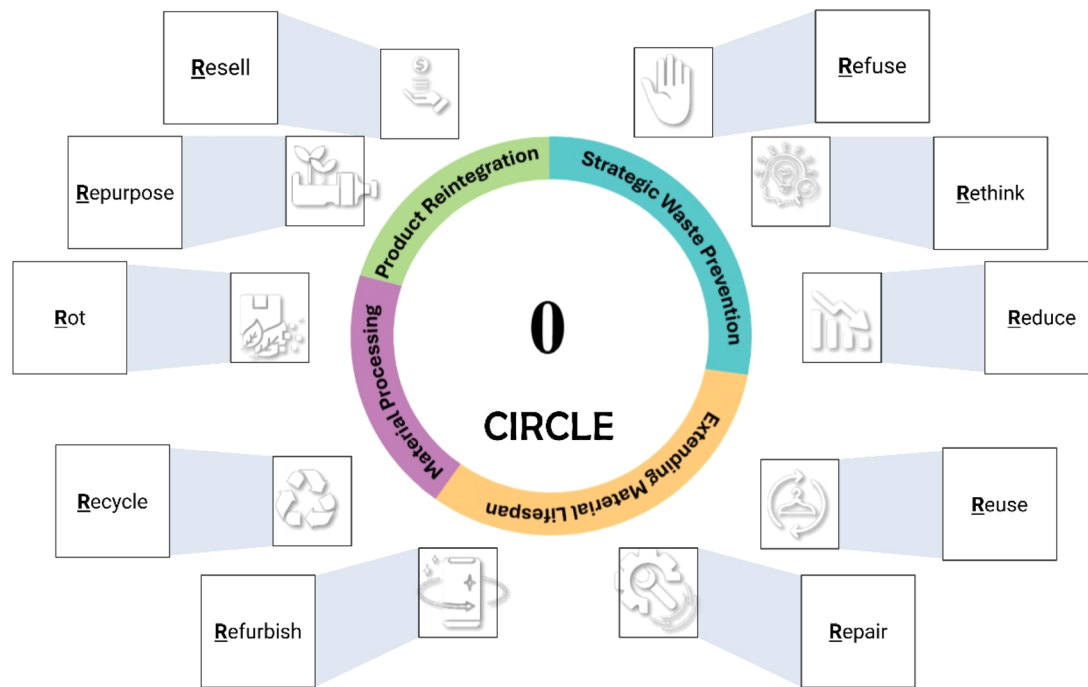 Resell
Refuse
Repurpose
Rethink
Rot
Reduce
Recycle
Reuse
Refurbish
Repair
Product Reintegration
Strategic Waste Prevention
Material Processing
Extending Material Lifespan
0
CIRCLE
$